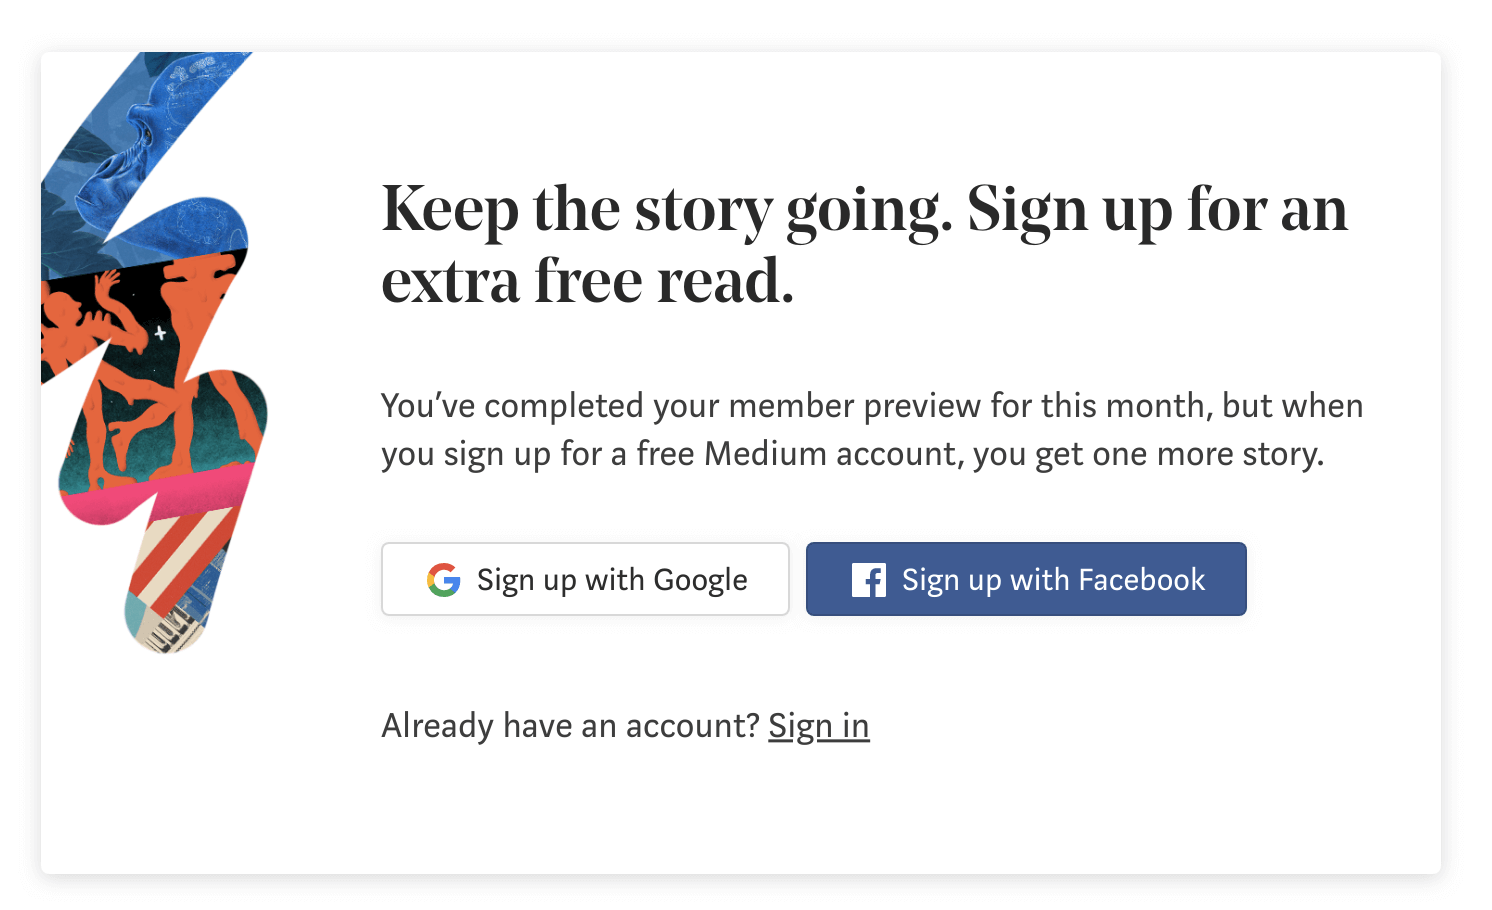 Keep the story going. Sign up for an
extra free read.
You’ve completed your member preview for this month, but when
you sign up for a free Medium account, you get one more story.
Sign up with Google
Sign up with Facebook
Already have an account? Sign in